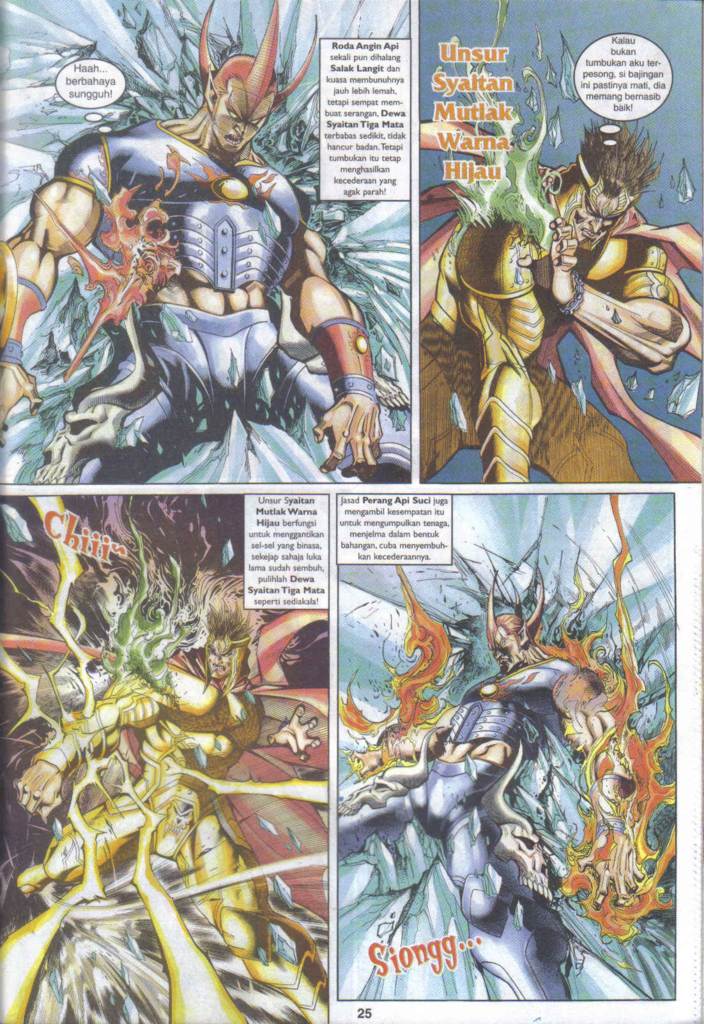 Haah...
berbahaya
sungguh!
Roda Angin Api
sekali pun dihalang
Salak Langit dan
kuasa membunuhnya
jauh lebih lemah,
tetapi sempat mem-
buat serangan, Dewa
Syaitan Tiga Mata
terbabas sedikit, tidak
hancur badan. Tetapi
tumbukan itu tetap
menghasilkan
kecederaan yang
agak parah!
Unsur
Syaitan
Mutlak
Warna
Hijau
Kalau
bukan
tumbukan aku ter-
pesong, si bajingan
ini pastinya mati, dia
memang bernasib
baik!
Chiiin
Unsur Syaitan
Mutlak Warna
Hijau berfungsi
untuk menggantikan
sel-sel yang binasa,
sekejap sahaja luka
lama sudah sembuh,
pulihlah Dewa
Syaitan Tiga Mata
seperti sediakala!
Jasad Perang Api Suci juga
mengambil kesempatan itu
untuk mengumpulkan tenaga,
menjelma dalam bentuk
bahangan, cuba menyembuh-
kan kecederaannya.
Siongg...
25